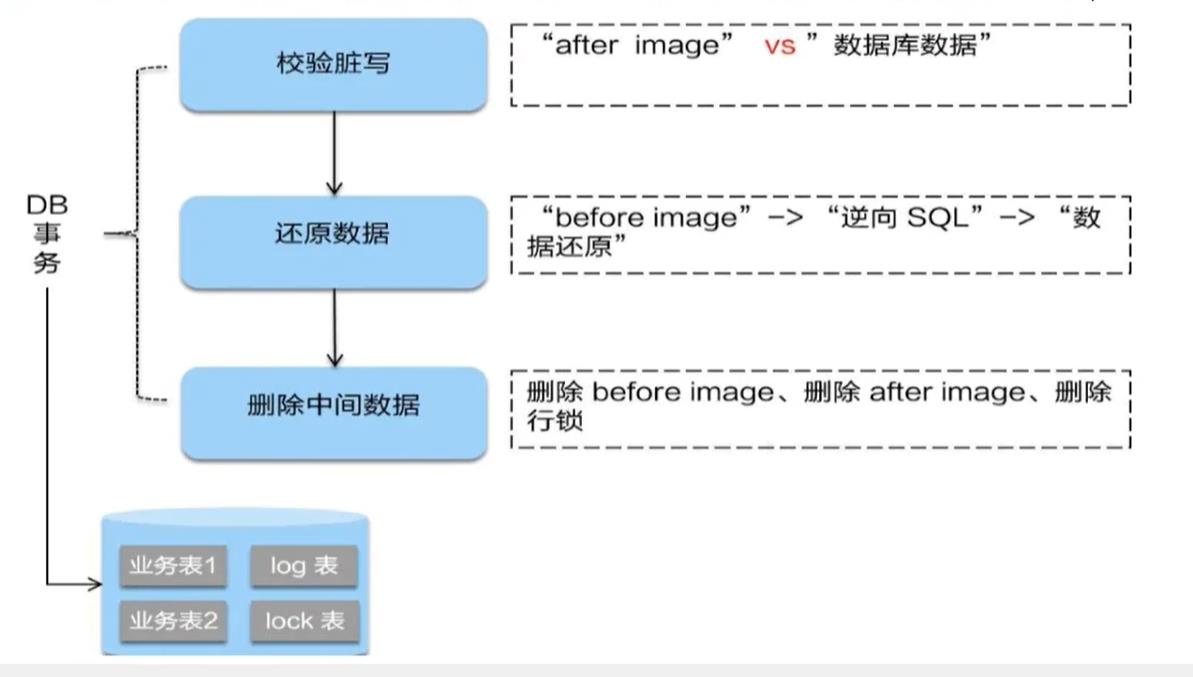 校验脏写
“after image” vs ” 数据库数据”
DB
事
务
还原数据
“before image” –> “逆向 SQL” –> “数
据还原”
删除中间数据
删除 before image、删除 after image、删除
行锁
业务表1
log 表
业务表2
lock 表